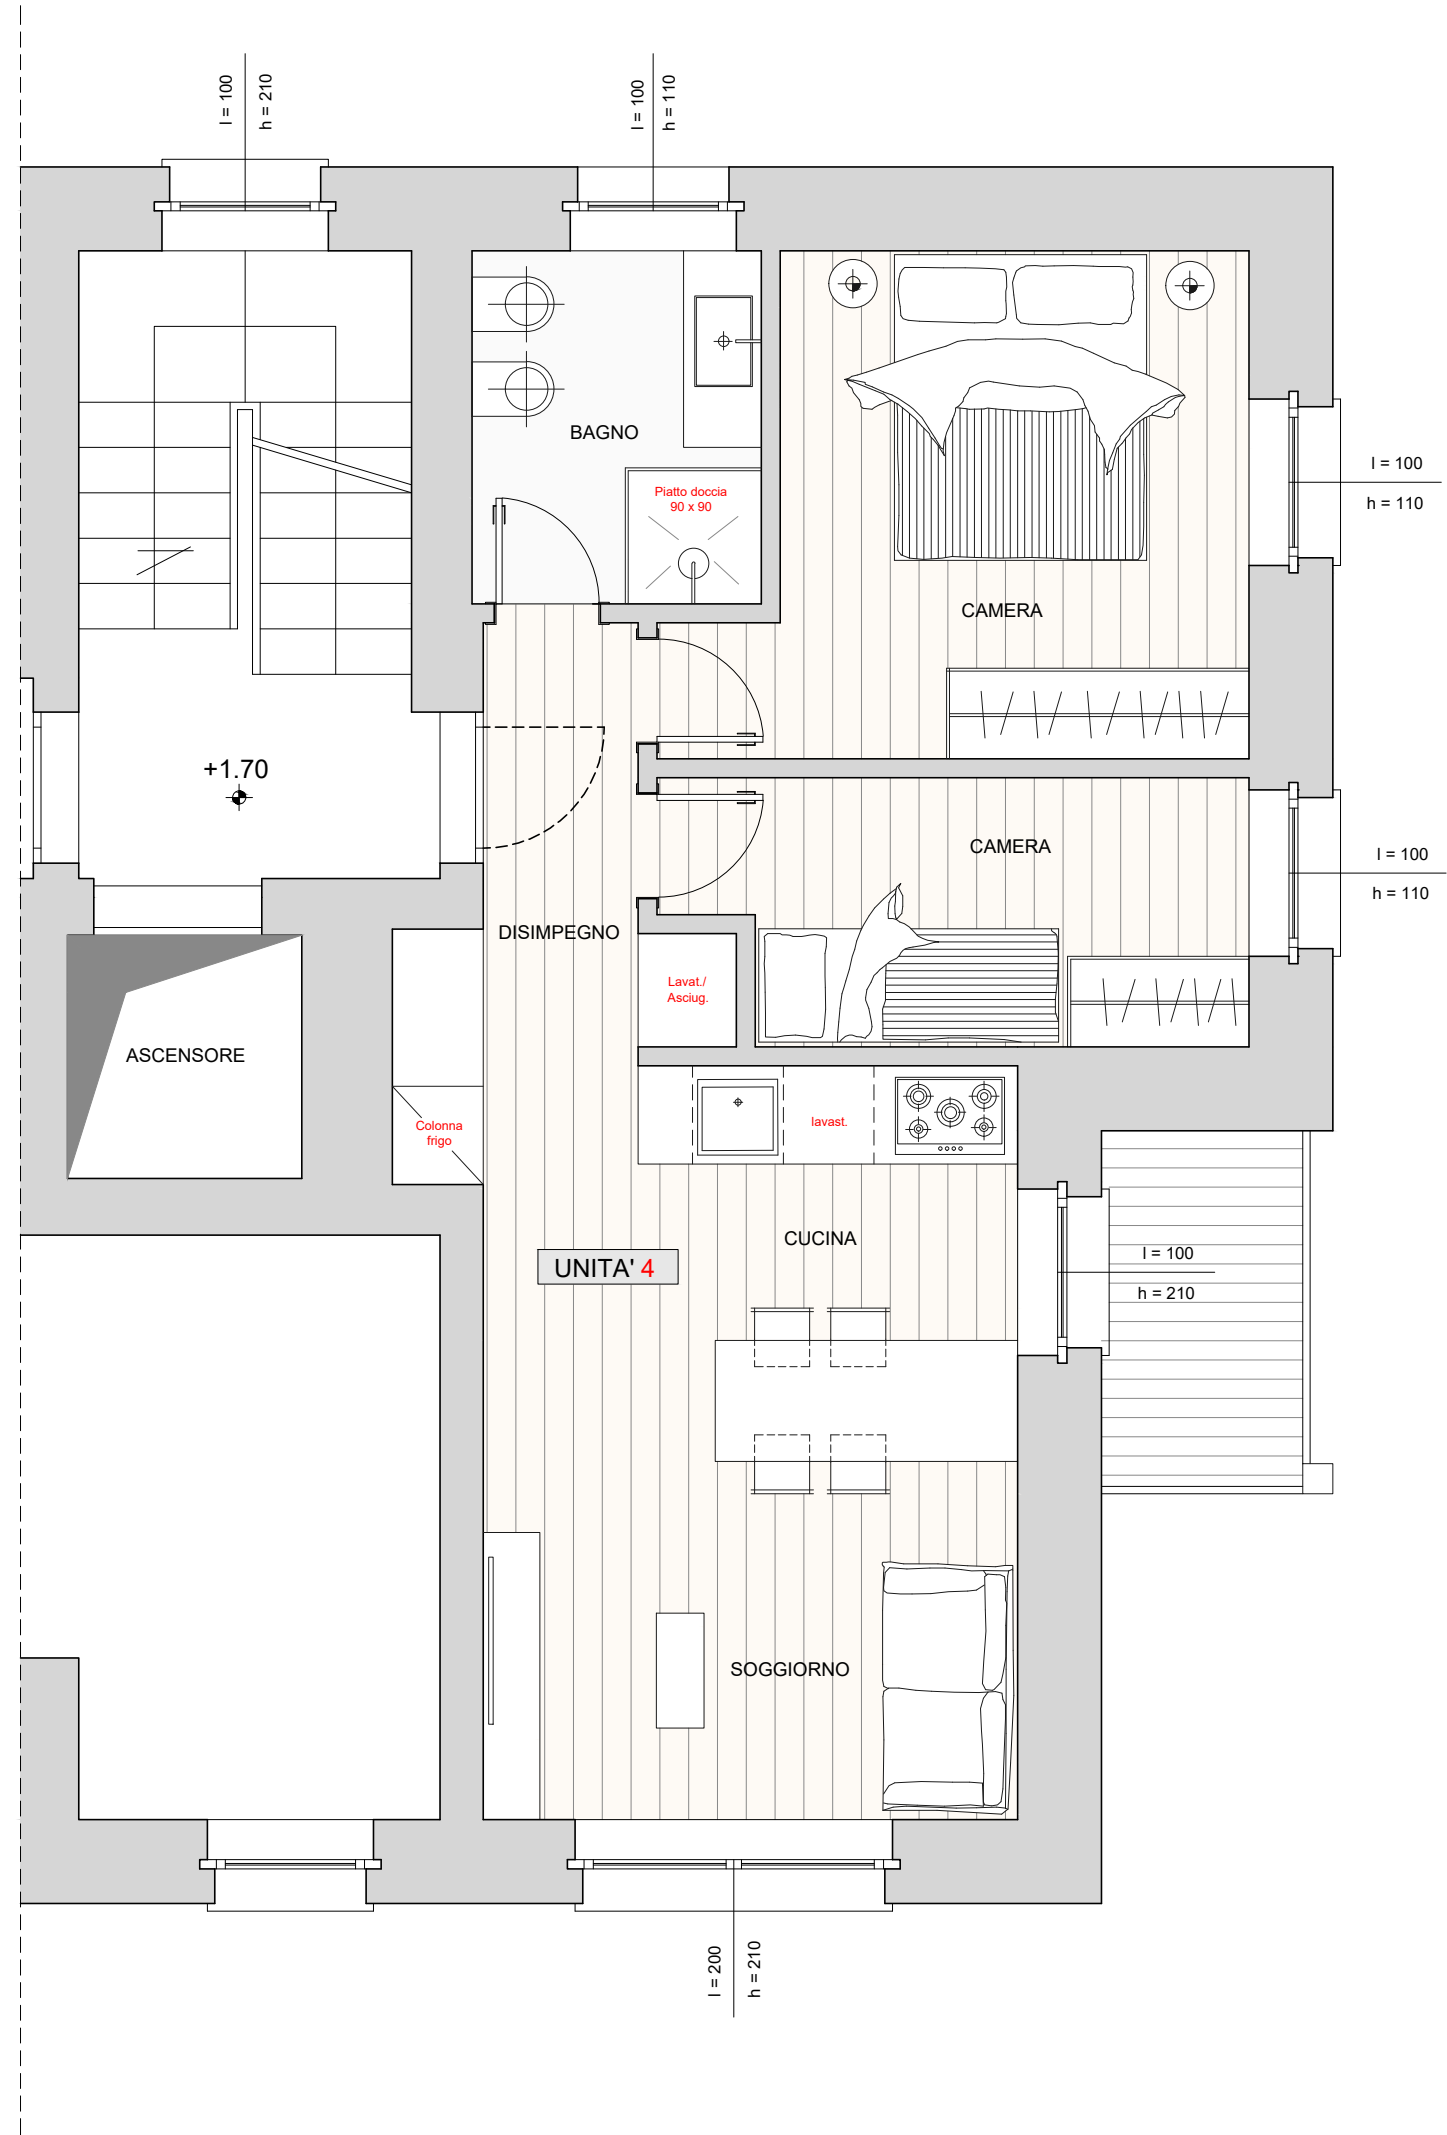 l = 100
h = 210
l = 100
h = 110
BAGNO
Piatto doccia
90 x 90
l = 100
h = 110
CAMERA
+1.70
CAMERA
l = 100
h = 110
DISIMPEGNO
Lavat./
Asciug.
ASCENSORE
Colonna
frigo
lavast.
CUCINA
UNITA' 4
l = 100
h = 210
SOGGIORNO
l = 200
h = 210